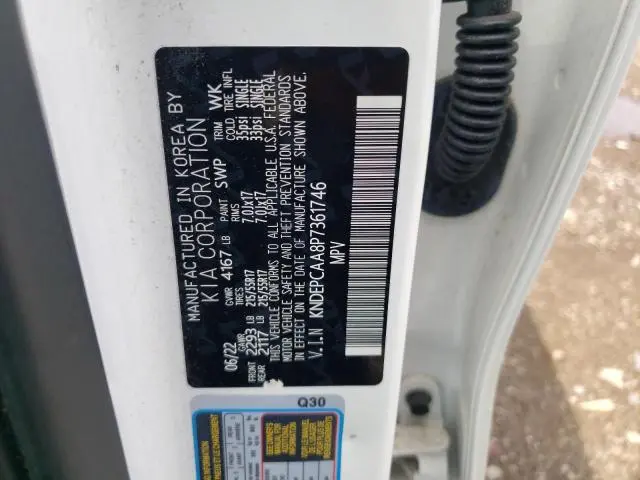 MANUFACTURED IN KOREA BY
KIA CORPORATION
06/22 GVWR 4167 LB PAINT SWP TRIM WK
GAWR TIRES RIMS COLD TIRE INFL
FRONT 2293 LB 215/55R17 7.0Jx17 35psi SINGLE
REAR 2117 LB 215/55R17 7.0Jx17 35psi SINGLE
THIS VEHICLE CONFORMS TO ALL APPLICABLE U.S.A. FEDERAL
MOTOR VEHICLE SAFETY AND THEFT PREVENTION STANDARDS
IN EFFECT ON THE DATE OF MANUFACTURE SHOWN ABOVE.
V.I.N KNDEPCAA8P7361746
MPV
Q30